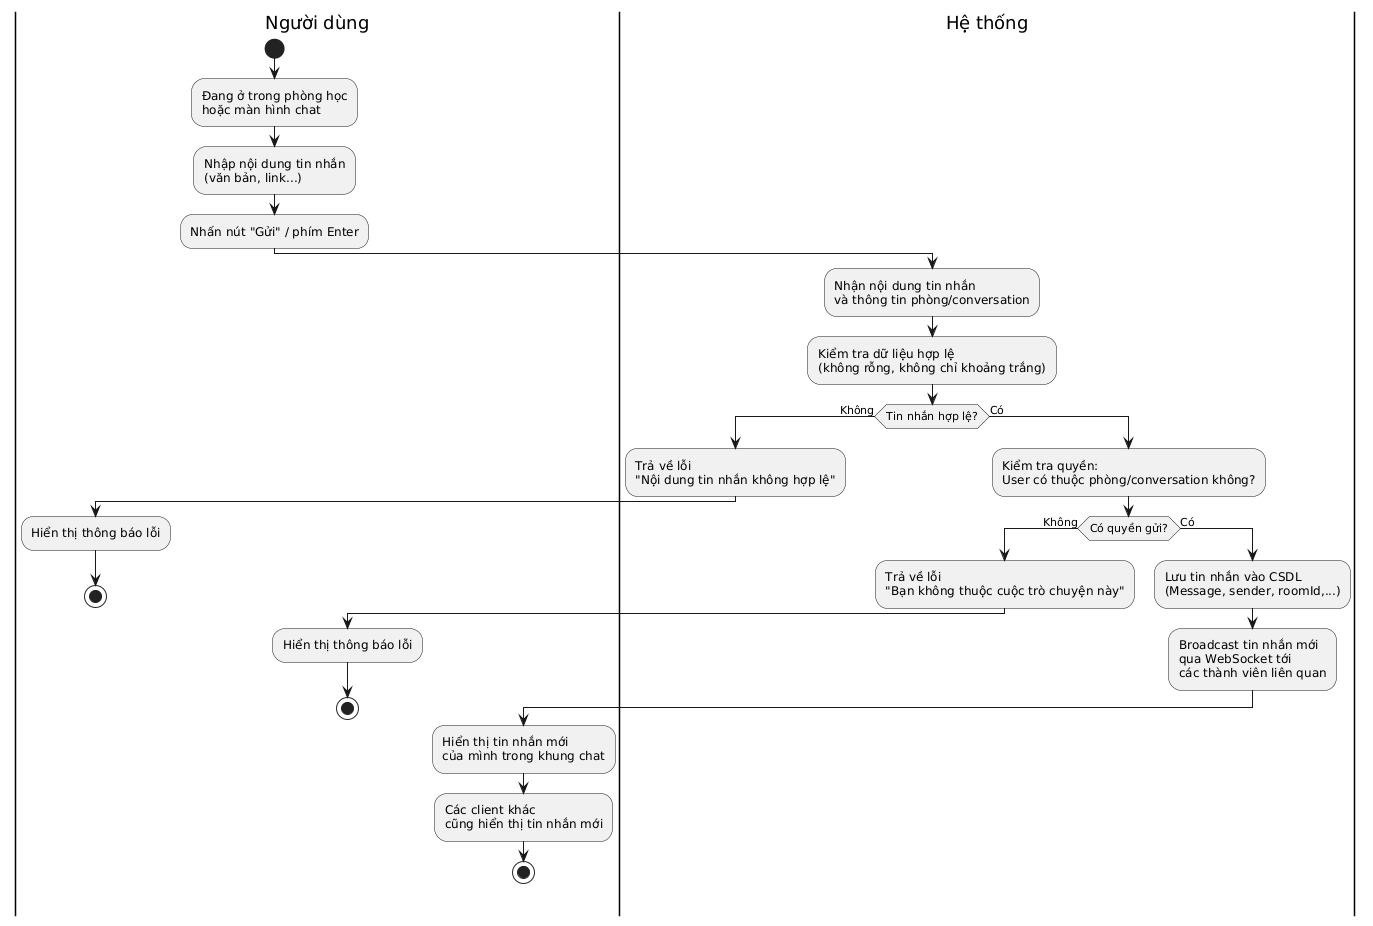 Người dùng
Hệ thống
Đang ở trong phòng học
hoặc màn hình chat
Nhập nội dung tin nhắn
(văn bản, link...)
Nhấn nút "Gửi" / phím Enter
Nhận nội dung tin nhắn
và thông tin phòng/conversation
Kiểm tra dữ liệu hợp lệ
(không rỗng, không chỉ khoảng trắng)
Không
Tin nhắn hợp lệ?
Có
Trả về lỗi
"Nội dung tin nhắn không hợp lệ"
Kiểm tra quyền:
User có thuộc phòng/conversation không?
Hiển thị thông báo lỗi
Không
Có quyền gửi?
Có
Trả về lỗi
"Bạn không thuộc cuộc trò chuyện này"
Lưu tin nhắn vào CSDL
(Message, sender, roomId,...)
Hiển thị thông báo lỗi
Broadcast tin nhắn mới
qua WebSocket tới
các thành viên liên quan
Hiển thị tin nhắn mới
của mình trong khung chat
Các client khác
cũng hiển thị tin nhắn mới